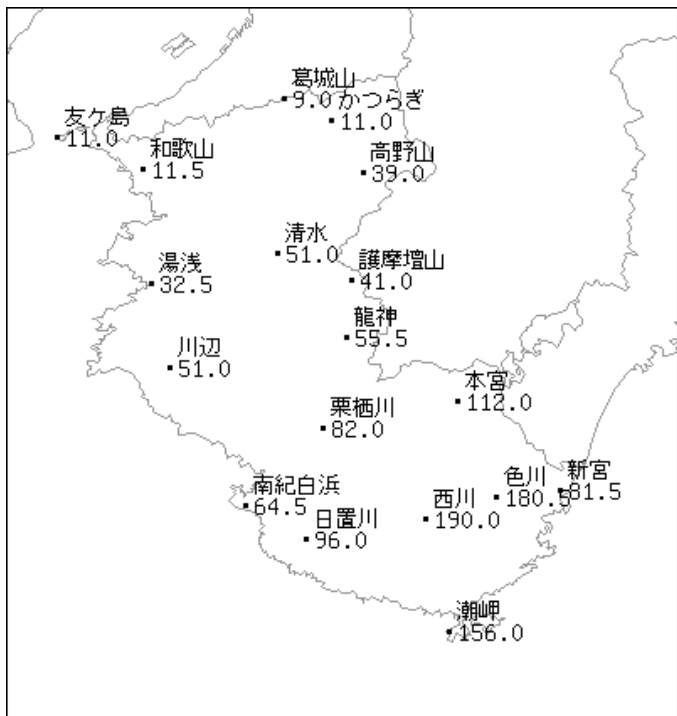 葛城山
9.0
かつらぎ
11.0
友ケ島
11.0
和歌山
11.5
高野山
39.0
清水
51.0
護摩壇山
41.0
湯浅
32.5
龍神
55.5
川辺
51.0
本宮
112.0
栗栖川
82.0
色川
180.5
新宮
81.5
南紀白浜
64.5
西川
190.0
日置川
96.0
潮岬
156.0